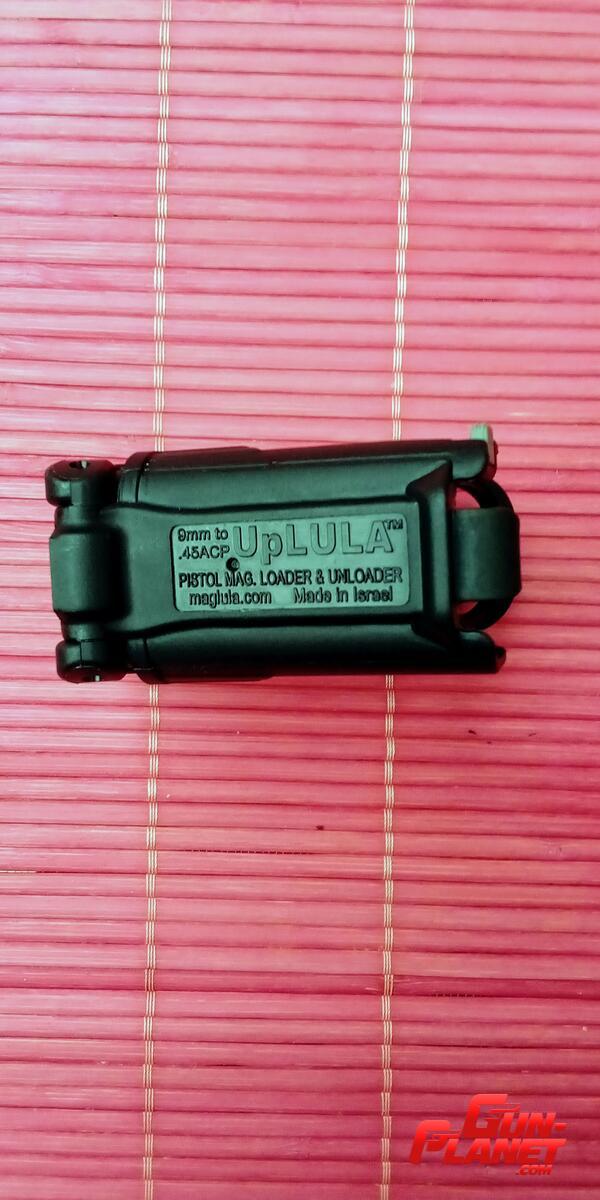 9mm to
.45ACP
UpLULA™
PISTOL MAG. LOADER & UNLOADER
maglula.com Made in Israel
GUN-
PLANET
.COM